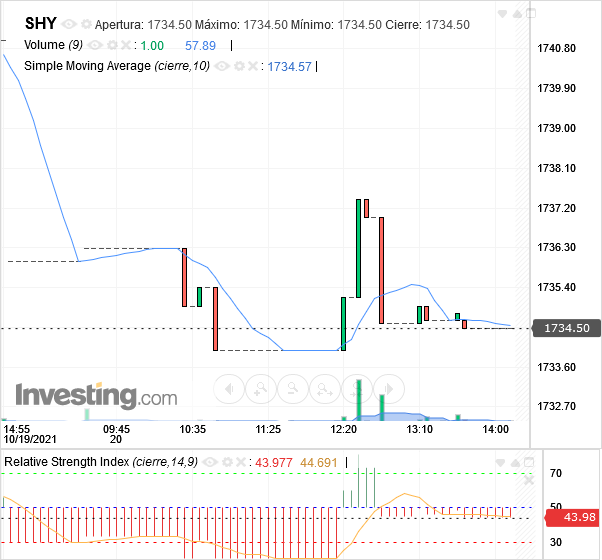 SHY Apertura: 1734.50 Máximo: 1734.50 Mínimo: 1734.50 Cierre: 1734.50
Volume (9) : 1.00 57.89
Simple Moving Average (cierre,10) : 1734.57
1740.80
1739.90
1739.00
1738.10
1737.20
1736.30
1735.40
1734.50
1733.60
1732.70
Investing.com
14:55 09:45 10:35 11:25 12:20 13:10 14:00
10/19/2021 20
Relative Strength Index (cierre,14,9) : 43.977 44.691
70
50
43.98
30